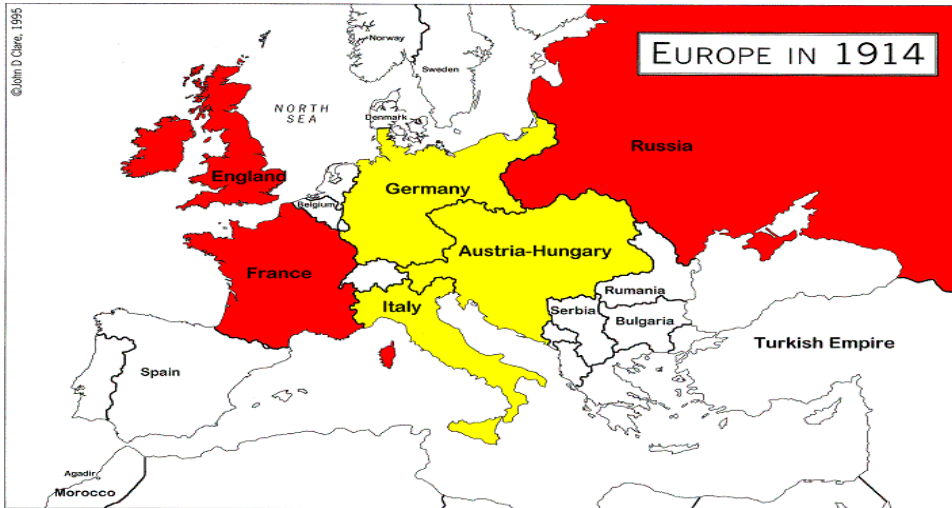 ©John D Clare, 1995
EUROPE IN 1914
Norway
Sweden
NORTH
SEA
Denmark
Russia
England
Germany
Belgium
Austria-Hungary
France
Rumania
Italy
Serbia
Bulgaria
Turkish Empire
Spain
Agadir
Morocco